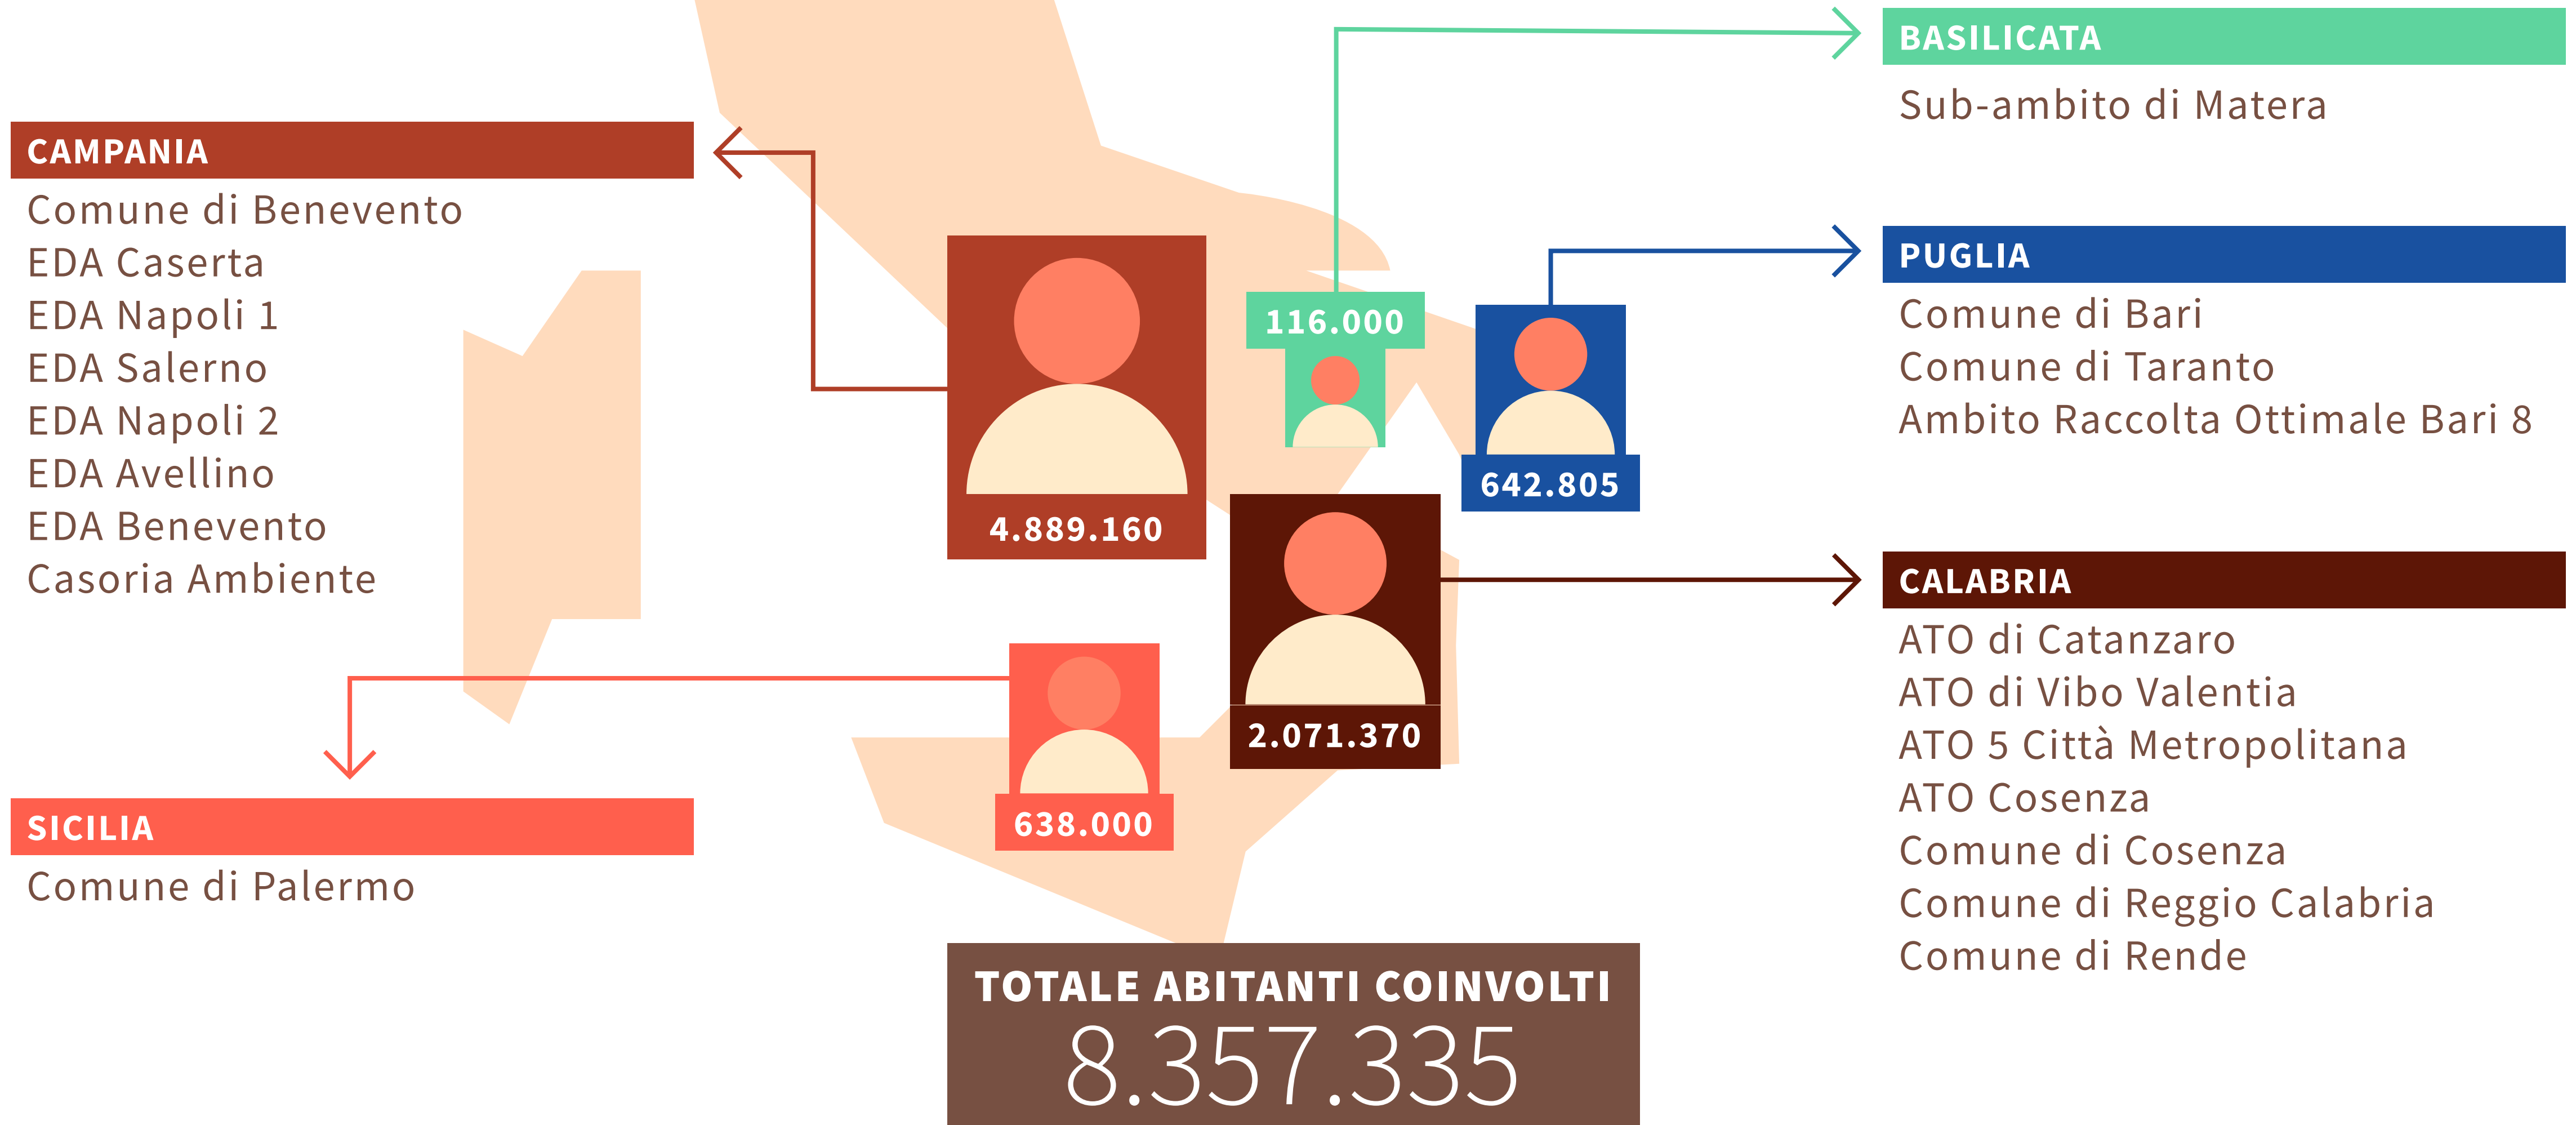 CAMPANIA
Comune di Benevento
EDA Caserta
EDA Napoli 1
EDA Salerno
EDA Napoli 2
EDA Avellino
EDA Benevento
Casoria Ambiente
SICILIA
Comune di Palermo
4.889.160
116.000
642.805
2.071.370
638.000
BASILICATA
Sub-ambito di Matera
PUGLIA
Comune di Bari
Comune di Taranto
Ambito Raccolta Ottimale Bari 8
CALABRIA
ATO di Catanzaro
ATO di Vibo Valentia
ATO 5 Città Metropolitana
ATO Cosenza
Comune di Cosenza
Comune di Reggio Calabria
Comune di Rende
TOTALE ABITANTI COINVOLTI
8.357.335